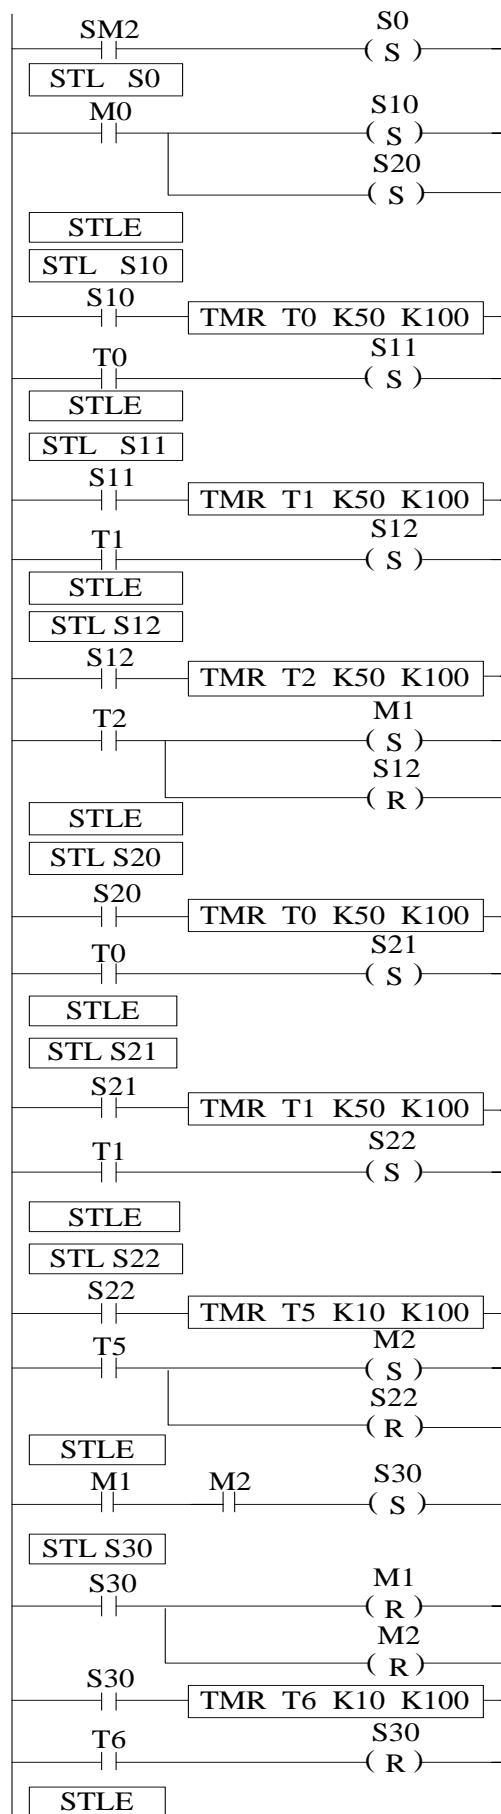 SM2 S0
( S )
STL S0
M0 S10
( S )
S20
( S )
STLE
STL S10
S10
TMR T0 K50 K100
T0 S11
( S )
STLE
STL S11
S11
TMR T1 K50 K100
T1 S12
( S )
STLE
STL S12
S12
TMR T2 K50 K100
T2 M1
( S )
S12
( R )
STLE
STL S20
S20
TMR T0 K50 K100
T0 S21
( S )
STLE
STL S21
S21
TMR T1 K50 K100
T1 S22
( S )
STLE
STL S22
S22
TMR T5 K10 K100
T5 M2
( S )
S22
( R )
STLE
M1 M2 S30
( S )
STL S30
S30 M1
( R )
M2
( R )
S30
TMR T6 K10 K100
T6 S30
( R )
STLE